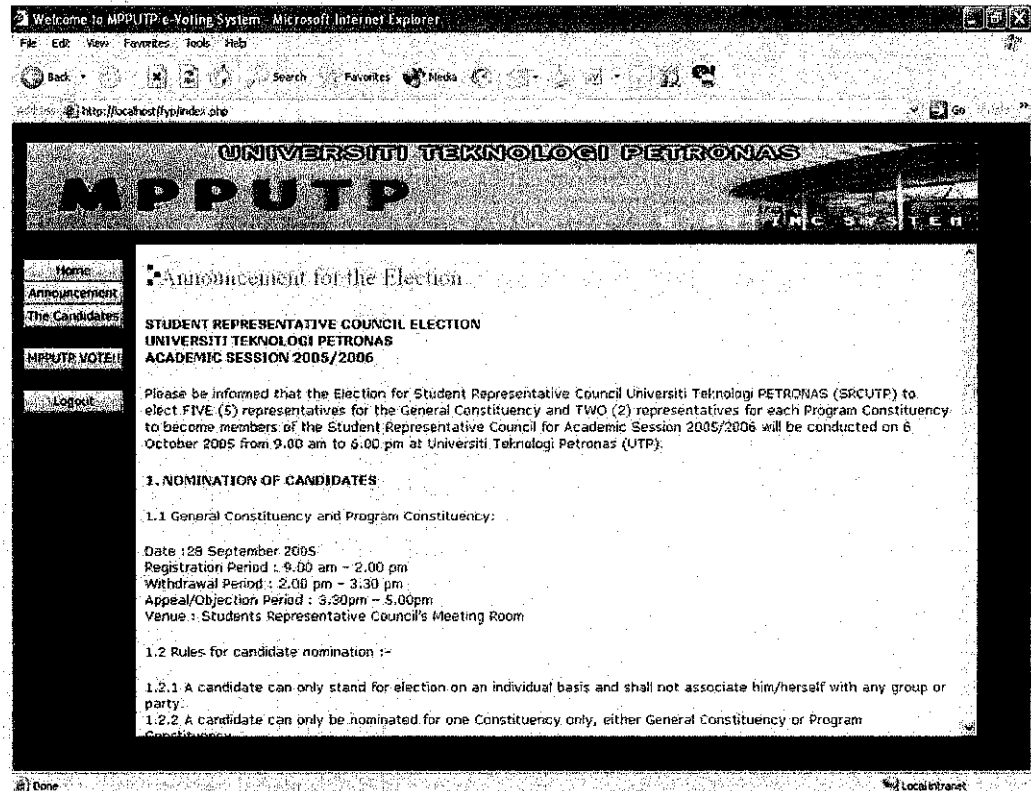 Welcome to MPPUTP e-Voting System - Microsoft Internet Explorer
File Edit View Favorites Tools Help
Back Search Favorites Media
http://localhost/fyp/index.php Go
UNIVERSITI TEKNOLOGI PETRONAS
MPPUTP
Home
Announcement
The Candidates
MPPUTP VOTE!!
Logout
Announcement for the Election
STUDENT REPRESENTATIVE COUNCIL ELECTION
UNIVERSITI TEKNOLOGI PETRONAS
ACADEMIC SESSION 2005/2006
Please be informed that the Election for Student Representative Council Universiti Teknologi PETRONAS (SRCUTP) to
elect FIVE (5) representatives for the General Constituency and TWO (2) representatives for each Program Constituency
to become members of the Student Representative Council for Academic Session 2005/2006 will be conducted on 6
October 2005 from 9.00 am to 6.00 pm at Universiti Teknologi Petronas (UTP).
1. NOMINATION OF CANDIDATES
1.1 General Constituency and Program Constituency:
Date : 29 September 2005
Registration Period : 9.00 am - 2.00 pm
Withdrawal Period : 2.00 pm - 3.30 pm
Appeal/Objection Period : 3.30pm - 5.00pm
Venue : Students Representative Council's Meeting Room
1.2 Rules for candidate nomination :-
1.2.1 A candidate can only stand for election on an individual basis and shall not associate him/herself with any group or
party.
1.2.2 A candidate can only be nominated for one Constituency only, either General Constituency or Program
Constituency
Done Local intranet